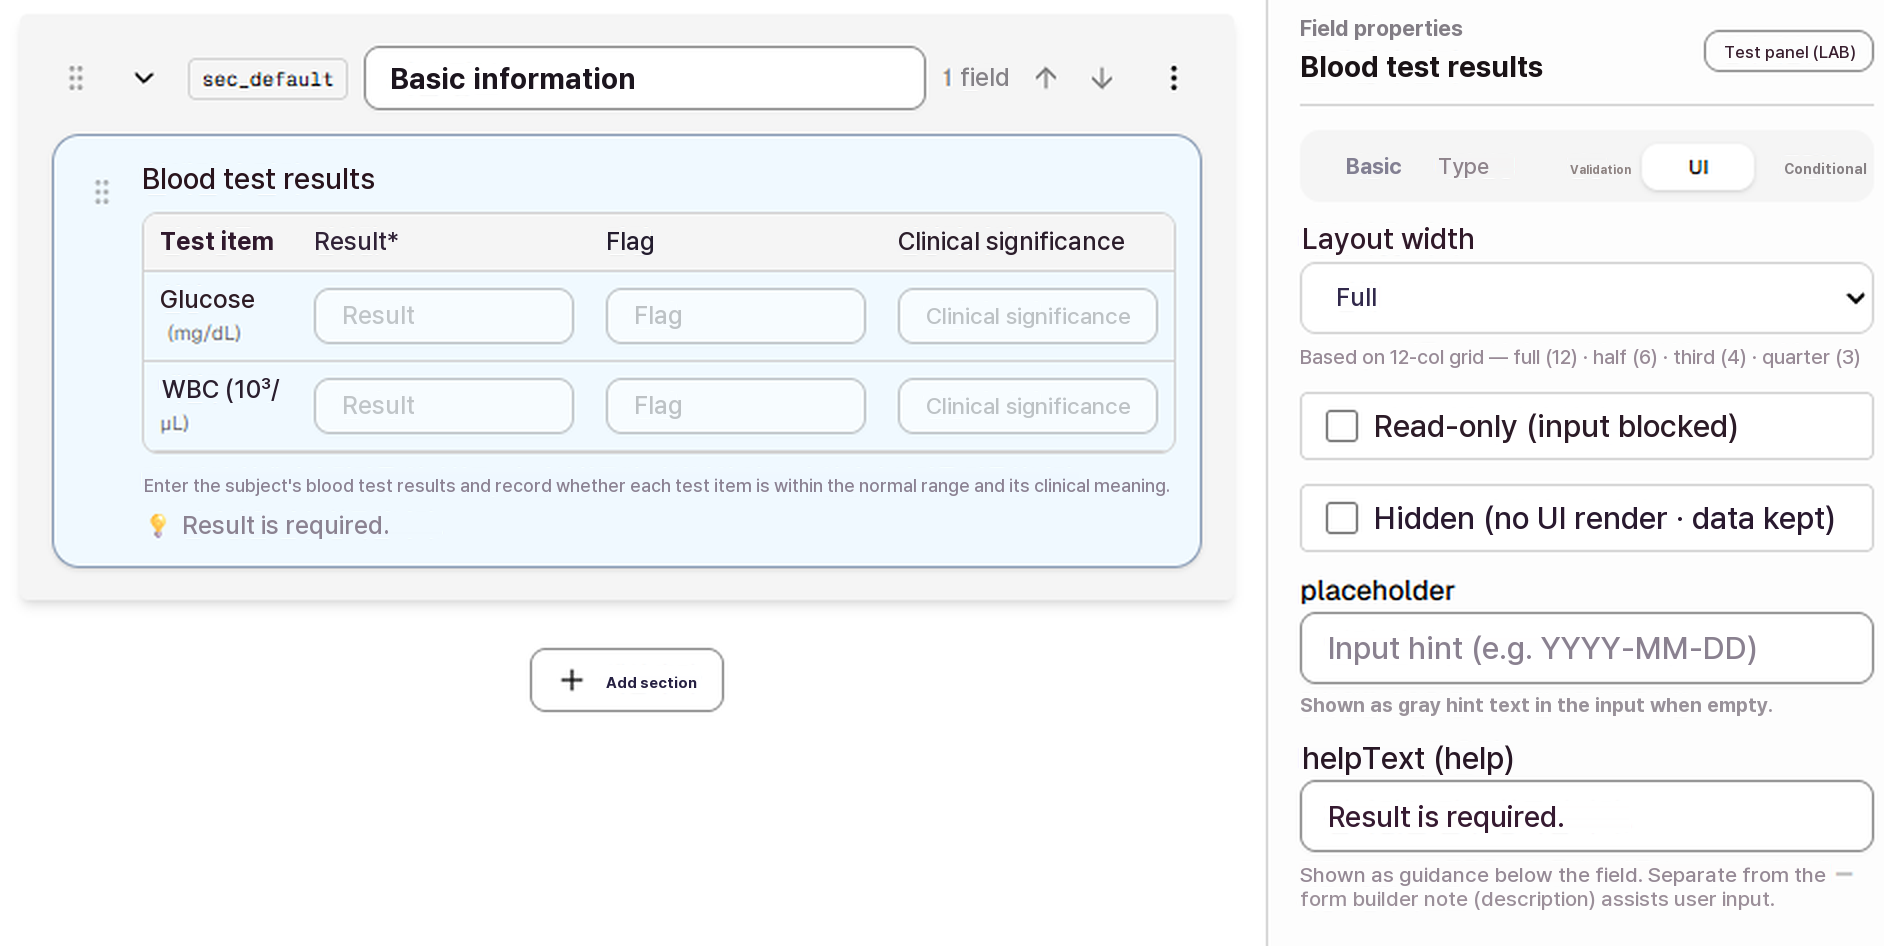 sec_default
Basic information
1 field
Blood test results
Test item Result* Flag Clinical significance
Glucose
(mg/dL)
Result Flag Clinical significance
WBC (10³/
µL)
Result Flag Clinical significance
Enter the subject's blood test results and record whether each test item is within the normal range and its clinical meaning.
Result is required.
Add section
Field properties
Blood test results
Test panel (LAB)
Basic Type Validation UI Conditional
Layout width
Full
Based on 12-col grid — full (12) · half (6) · third (4) · quarter (3)
Read-only (input blocked)
Hidden (no UI render · data kept)
placeholder
Input hint (e.g. YYYY-MM-DD)
Shown as gray hint text in the input when empty.
helpText (help)
Result is required.
Shown as guidance below the field. Separate from the —
form builder note (description) assists user input.